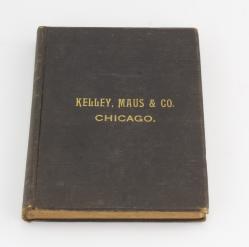 KELLEY, MAUS & CO.
CHICAGO.